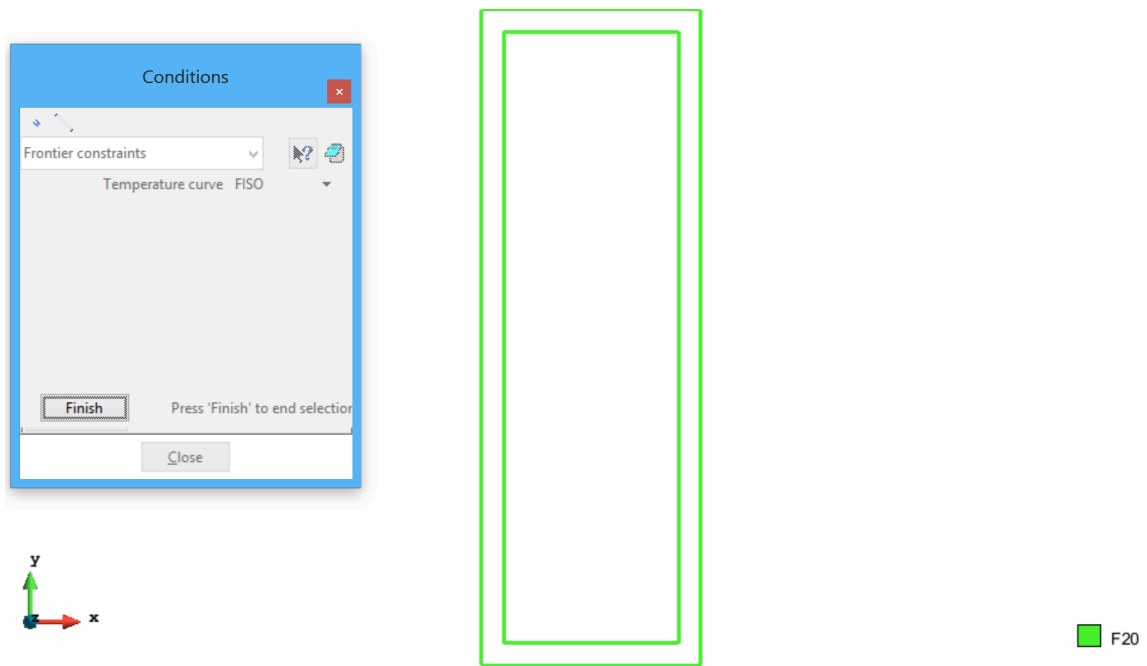 Conditions
Frontier constraints
Temperature curve FISO
Finish Press 'Finish' to end selection
Close
y
z x
F20